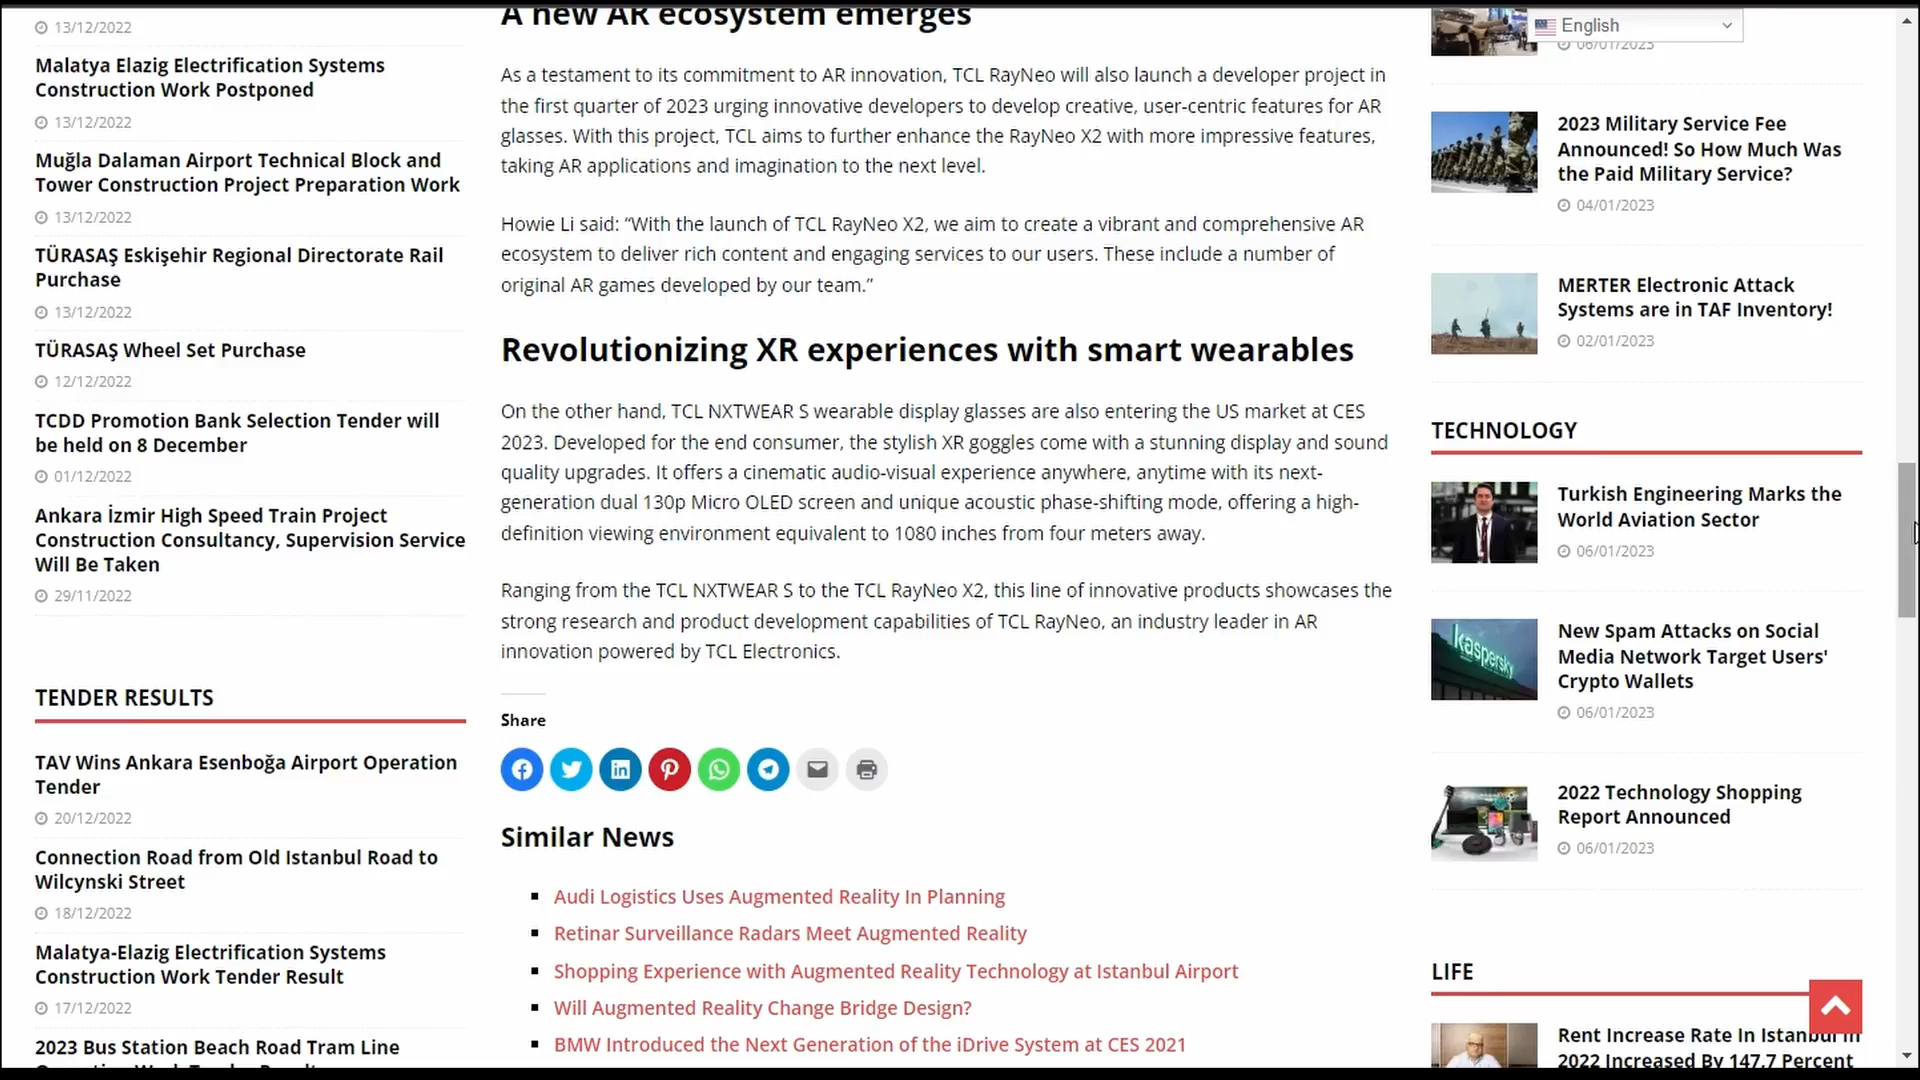 13/12/2022
Malatya Elazig Electrification Systems
Construction Work Postponed
13/12/2022
Muğla Dalaman Airport Technical Block and
Tower Construction Project Preparation Work
13/12/2022
TÜRASAŞ Eskişehir Regional Directorate Rail
Purchase
13/12/2022
TÜRASAŞ Wheel Set Purchase
12/12/2022
TCDD Promotion Bank Selection Tender will
be held on 8 December
01/12/2022
Ankara İzmir High Speed Train Project
Construction Consultancy, Supervision Service
Will Be Taken
29/11/2022
TENDER RESULTS
TAV Wins Ankara Esenboğa Airport Operation
Tender
20/12/2022
Connection Road from Old Istanbul Road to
Wilcynski Street
18/12/2022
Malatya-Elazig Electrification Systems
Construction Work Tender Result
17/12/2022
2023 Bus Station Beach Road Tram Line
A new AR ecosystem emerges
As a testament to its commitment to AR innovation, TCL RayNeo will also launch a developer project in
the first quarter of 2023 urging innovative developers to develop creative, user-centric features for AR
glasses. With this project, TCL aims to further enhance the RayNeo X2 with more impressive features,
taking AR applications and imagination to the next level.
Howie Li said: “With the launch of TCL RayNeo X2, we aim to create a vibrant and comprehensive AR
ecosystem to deliver rich content and engaging services to our users. These include a number of
original AR games developed by our team.”
Revolutionizing XR experiences with smart wearables
On the other hand, TCL NXTWEAR S wearable display glasses are also entering the US market at CES
2023. Developed for the end consumer, the stylish XR goggles come with a stunning display and sound
quality upgrades. It offers a cinematic audio-visual experience anywhere, anytime with its next-
generation dual 130p Micro OLED screen and unique acoustic phase-shifting mode, offering a high-
definition viewing environment equivalent to 1080 inches from four meters away.
Ranging from the TCL NXTWEAR S to the TCL RayNeo X2, this line of innovative products showcases the
strong research and product development capabilities of TCL RayNeo, an industry leader in AR
innovation powered by TCL Electronics.
Share
Similar News
Audi Logistics Uses Augmented Reality In Planning
Retinar Surveillance Radars Meet Augmented Reality
Shopping Experience with Augmented Reality Technology at Istanbul Airport
Will Augmented Reality Change Bridge Design?
BMW Introduced the Next Generation of the iDrive System at CES 2021
English
06/01/2023
2023 Military Service Fee
Announced! So How Much Was
the Paid Military Service?
04/01/2023
MERTER Electronic Attack
Systems are in TAF Inventory!
02/01/2023
TECHNOLOGY
Turkish Engineering Marks the
World Aviation Sector
06/01/2023
kaspersky
New Spam Attacks on Social
Media Network Target Users'
Crypto Wallets
06/01/2023
2022 Technology Shopping
Report Announced
06/01/2023
LIFE
Rent Increase Rate In Istanbul In
2022 Increased By 147,7 Percent